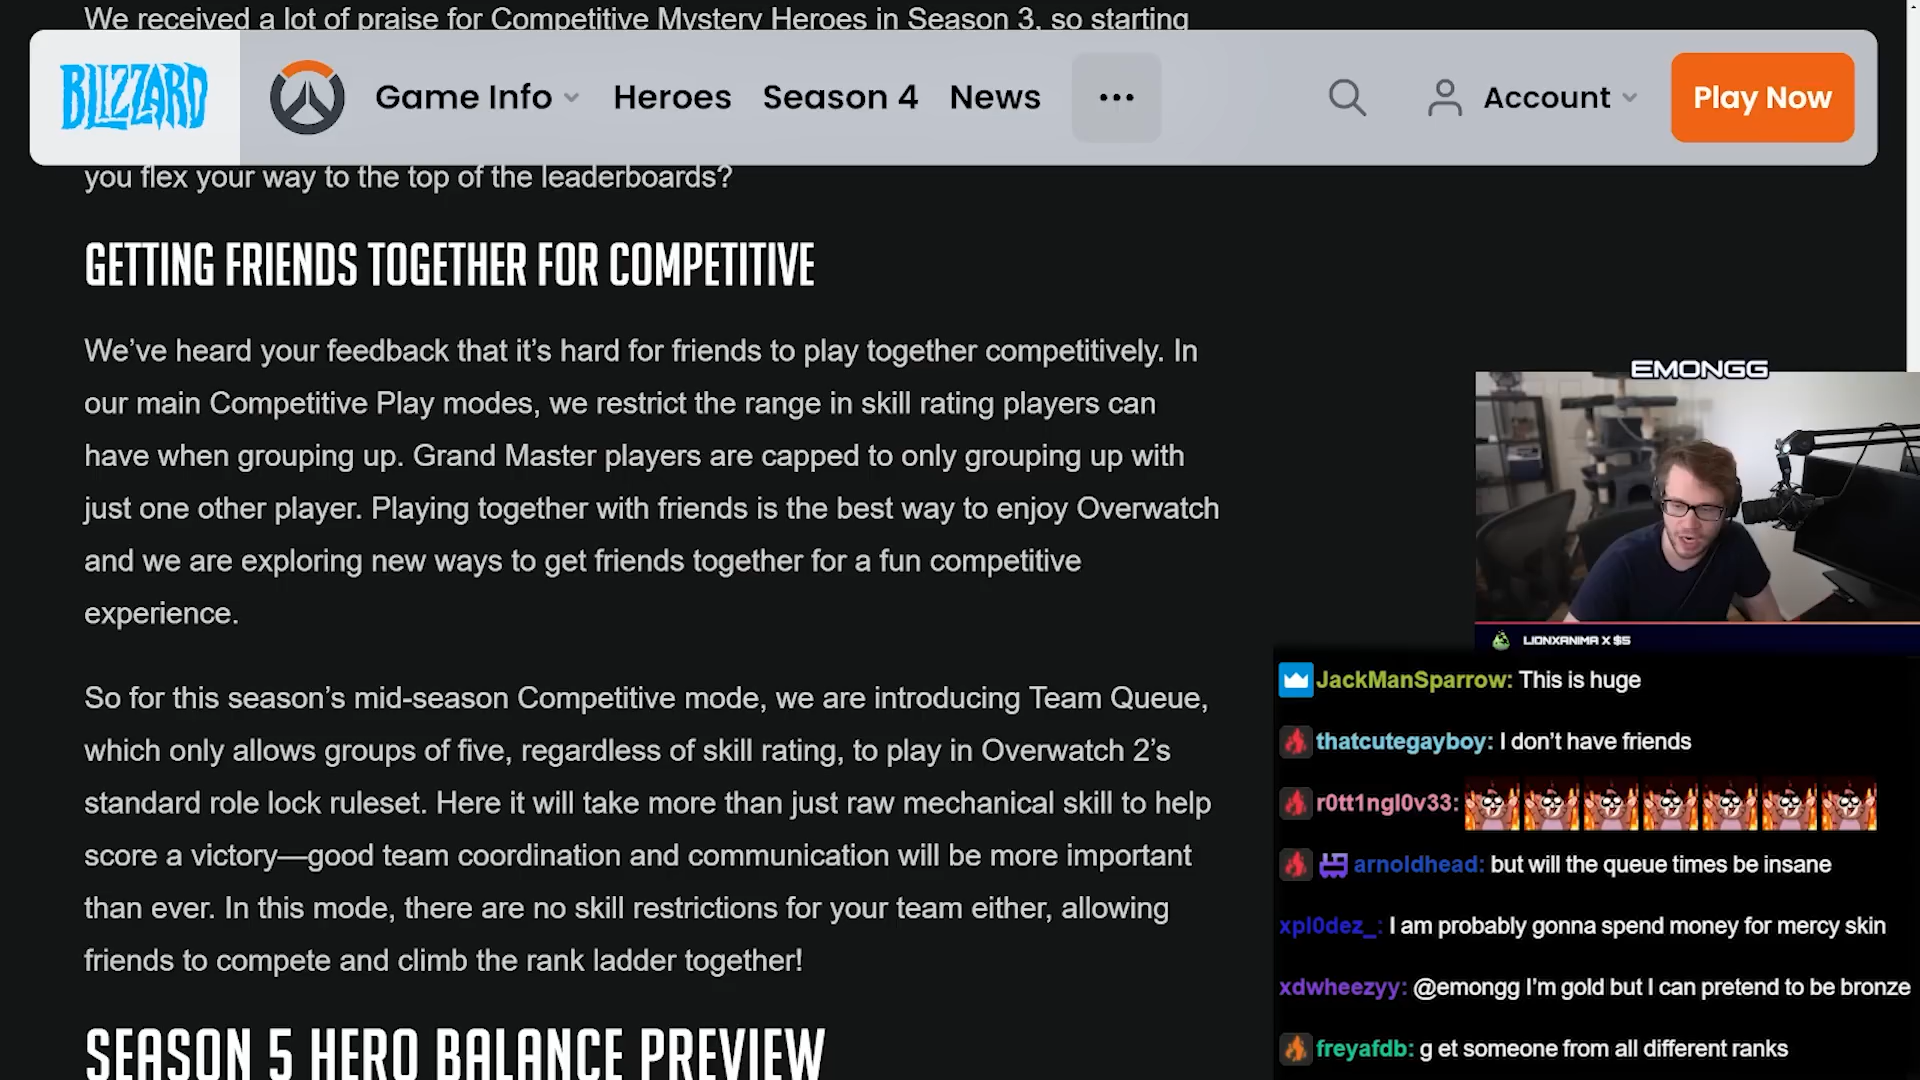 We received a lot of praise for Competitive Mystery Heroes in Season 3, so starting
BLIZZARD
Game Info
Heroes
Season 4
News
...
Account
Play Now
you flex your way to the top of the leaderboards?
GETTING FRIENDS TOGETHER FOR COMPETITIVE
We’ve heard your feedback that it’s hard for friends to play together competitively. In
our main Competitive Play modes, we restrict the range in skill rating players can
have when grouping up. Grand Master players are capped to only grouping up with
just one other player. Playing together with friends is the best way to enjoy Overwatch
and we are exploring new ways to get friends together for a fun competitive
experience.
So for this season’s mid-season Competitive mode, we are introducing Team Queue,
which only allows groups of five, regardless of skill rating, to play in Overwatch 2’s
standard role lock ruleset. Here it will take more than just raw mechanical skill to help
score a victory—good team coordination and communication will be more important
than ever. In this mode, there are no skill restrictions for your team either, allowing
friends to compete and climb the rank ladder together!
SEASON 5 HERO BALANCE PREVIEW
EMONGG
LIONXANIMA X $5
JackManSparrow: This is huge
thatcutegayboy: I don’t have friends
r0tt1ngl0v33:
arnoldhead: but will the queue times be insane
xpl0dez_: I am probably gonna spend money for mercy skin
xdwheezyy: @emongg I’m gold but I can pretend to be bronze
freyafdb: g et someone from all different ranks